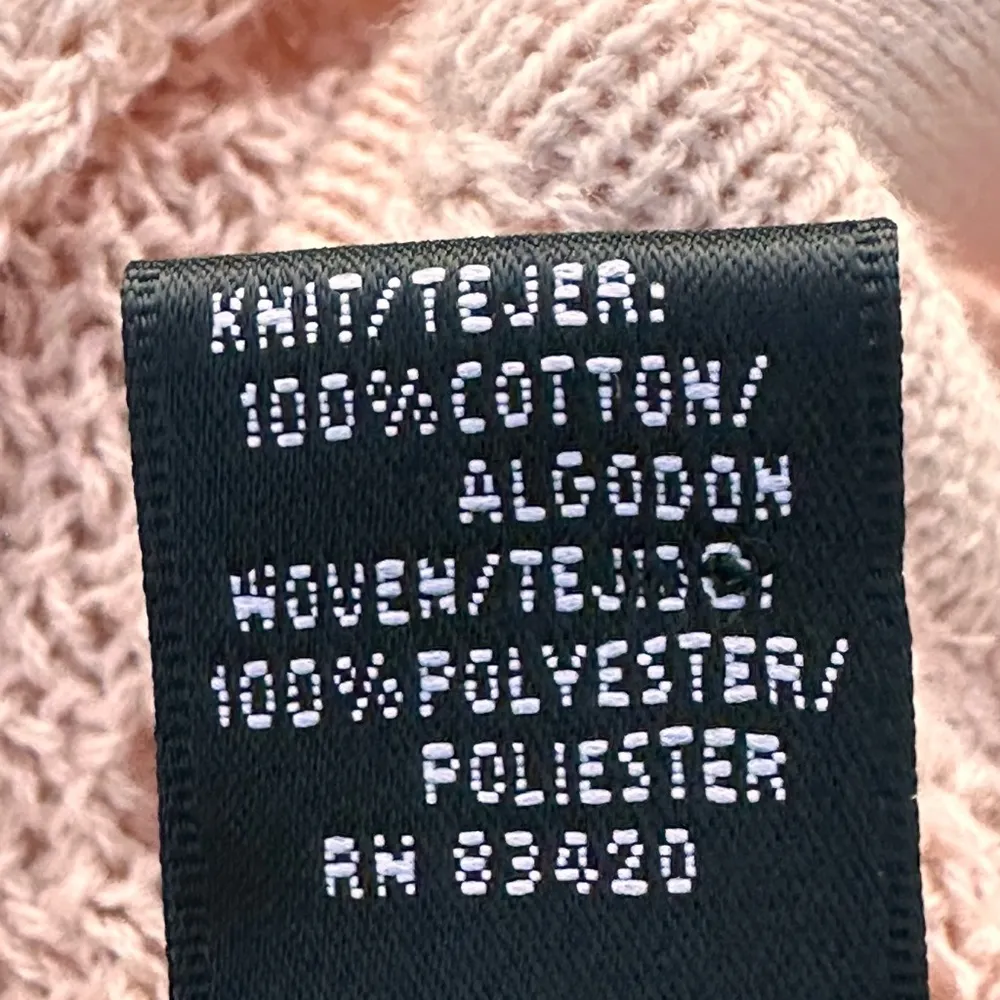 KNIT/TEJER:
100% COTTON/
ALGODON
WOVEN/TEJIDO:
100% POLYESTER/
POLIESTER
RN 83420